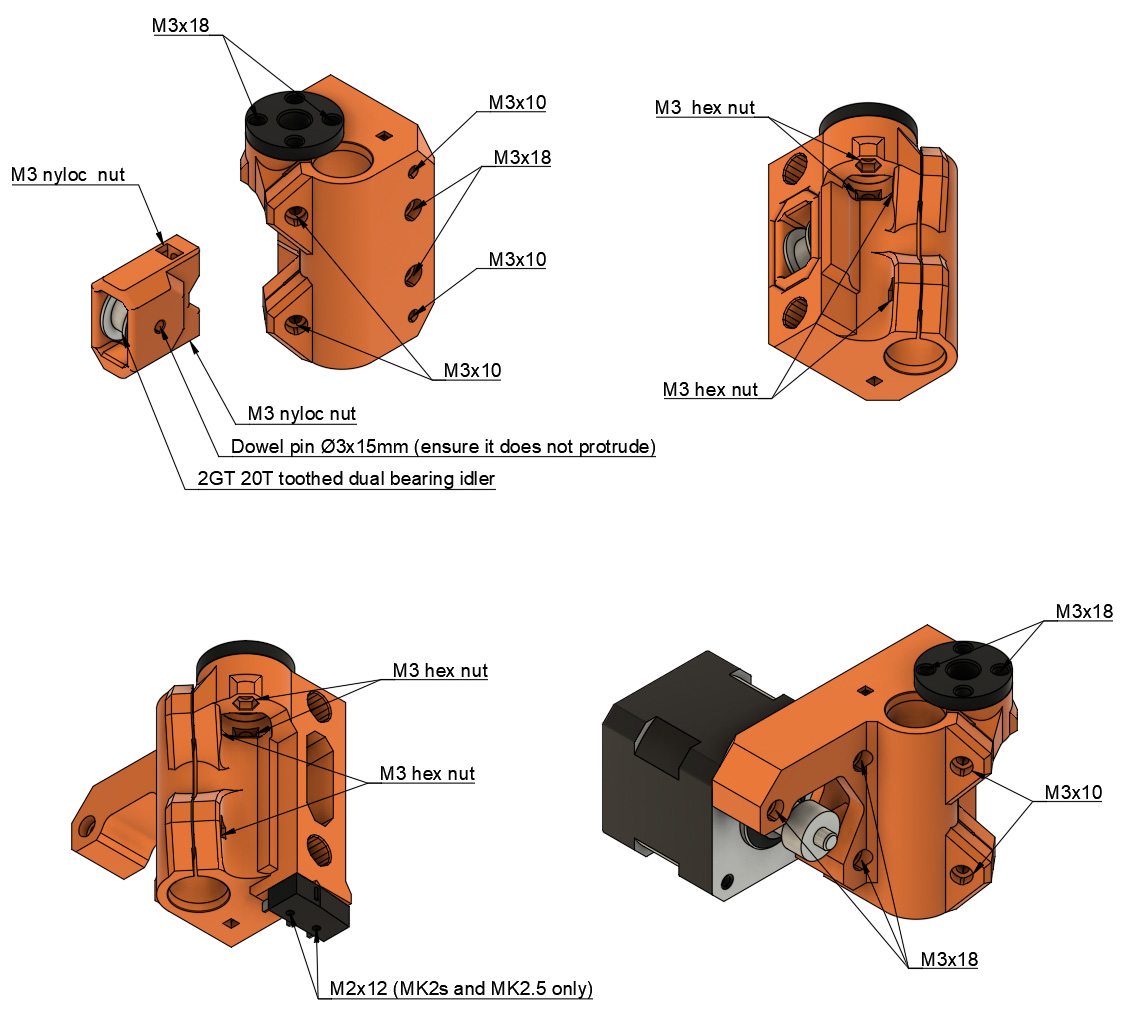 M3x18
M3x10
M3x18
M3 nyloc nut
M3x10
M3x10
M3 nyloc nut
Dowel pin Ø3x15mm (ensure it does not protrude)
2GT 20T toothed dual bearing idler
M3 hex nut
M3 hex nut
M3 hex nut
M3 hex nut
M2x12 (MK2s and MK2.5 only)
M3x18
M3x10
M3x18